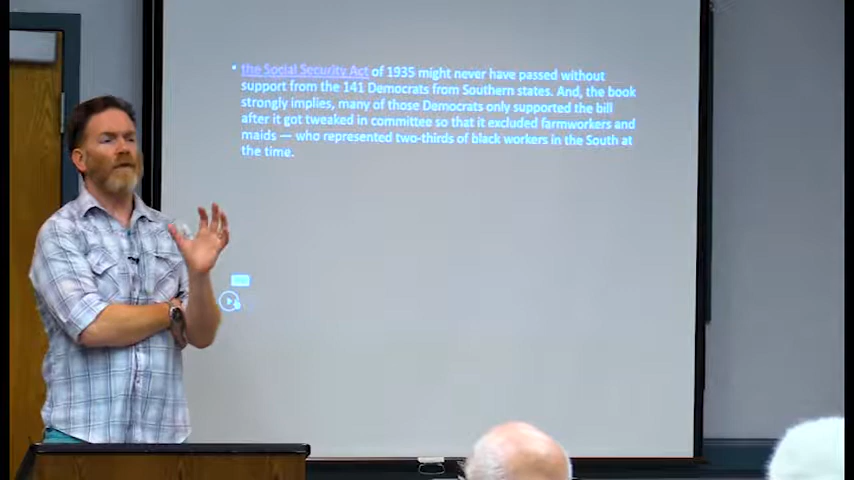 • the Social Security Act of 1935 might never have passed without
support from the 141 Democrats from Southern states. And, the book
strongly implies, many of those Democrats only supported the bill
after it got tweaked in committee so that it excluded farmworkers and
maids — who represented two-thirds of black workers in the South at
the time.